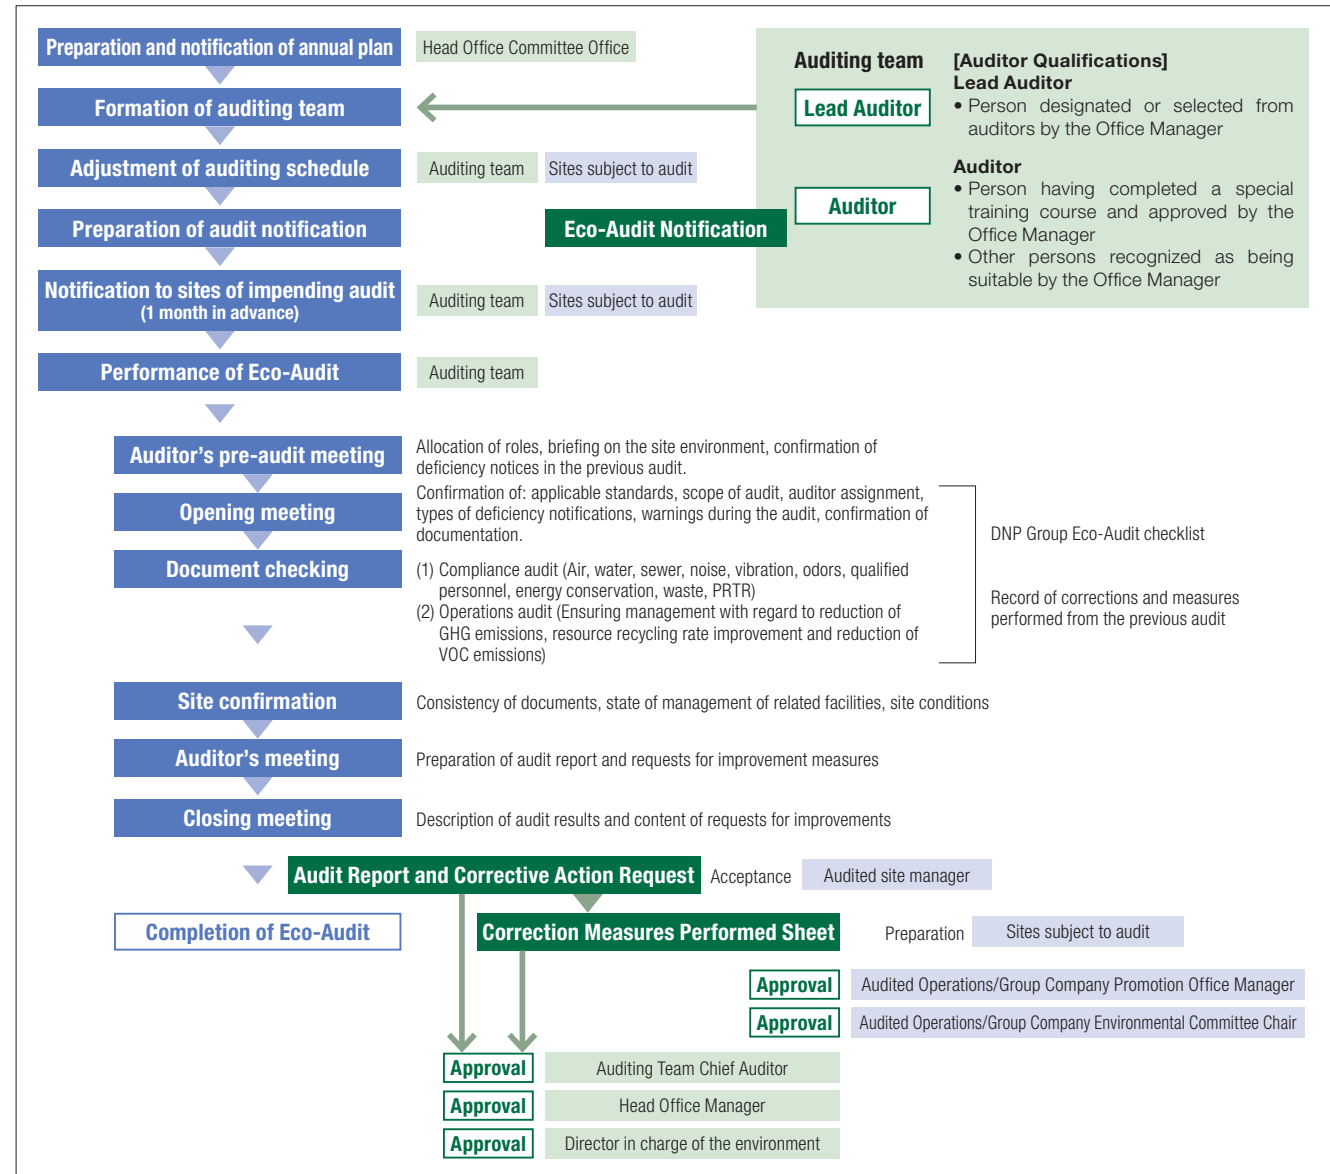 Preparation and notification of annual plan
Head Office Committee Office
Formation of auditing team
Adjustment of auditing schedule
Auditing team
Sites subject to audit
Preparation of audit notification
Eco-Audit Notification
Notification to sites of impending audit
(1 month in advance)
Auditing team
Sites subject to audit
Performance of Eco-Audit
Auditing team
Auditing team
Lead Auditor
Auditor
[Auditor Qualifications]
Lead Auditor
• Person designated or selected from
auditors by the Office Manager
Auditor
• Person having completed a special
training course and approved by the
Office Manager
• Other persons recognized as being
suitable by the Office Manager
Auditor's pre-audit meeting
Allocation of roles, briefing on the site environment, confirmation of
deficiency notices in the previous audit.
Opening meeting
Confirmation of: applicable standards, scope of audit, auditor assignment,
types of deficiency notifications, warnings during the audit, confirmation of
documentation.
Document checking
(1) Compliance audit (Air, water, sewer, noise, vibration, odors, qualified
personnel, energy conservation, waste, PRTR)
(2) Operations audit (Ensuring management with regard to reduction of
GHG emissions, resource recycling rate improvement and reduction of
VOC emissions)
DNP Group Eco-Audit checklist
Record of corrections and measures
performed from the previous audit
Site confirmation
Consistency of documents, state of management of related facilities, site conditions
Auditor's meeting
Preparation of audit report and requests for improvement measures
Closing meeting
Description of audit results and content of requests for improvements
Audit Report and Corrective Action Request
Acceptance
Audited site manager
Completion of Eco-Audit
Correction Measures Performed Sheet
Preparation
Sites subject to audit
Approval
Audited Operations/Group Company Promotion Office Manager
Approval
Audited Operations/Group Company Environmental Committee Chair
Approval
Auditing Team Chief Auditor
Approval
Head Office Manager
Approval
Director in charge of the environment